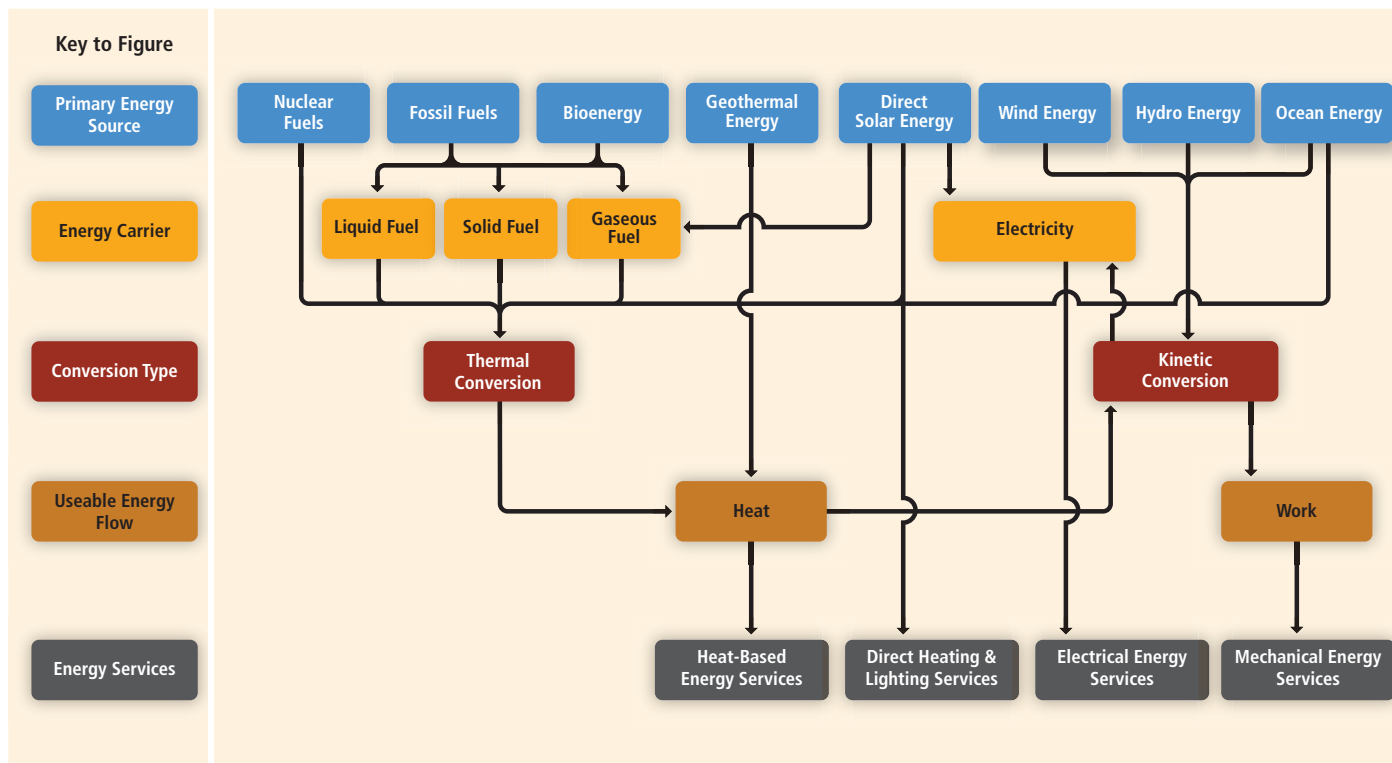 Key to Figure
Primary Energy
Source
Nuclear
Fuels
Fossil Fuels
Bioenergy
Geothermal
Energy
Direct
Solar Energy
Wind Energy
Hydro Energy
Ocean Energy
Energy Carrier
Liquid Fuel
Solid Fuel
Gaseous
Fuel
Electricity
Conversion Type
Thermal
Conversion
Kinetic
Conversion
Useable Energy
Flow
Heat
Work
Energy Services
Heat-Based
Energy Services
Direct Heating &
Lighting Services
Electrical Energy
Services
Mechanical Energy
Services